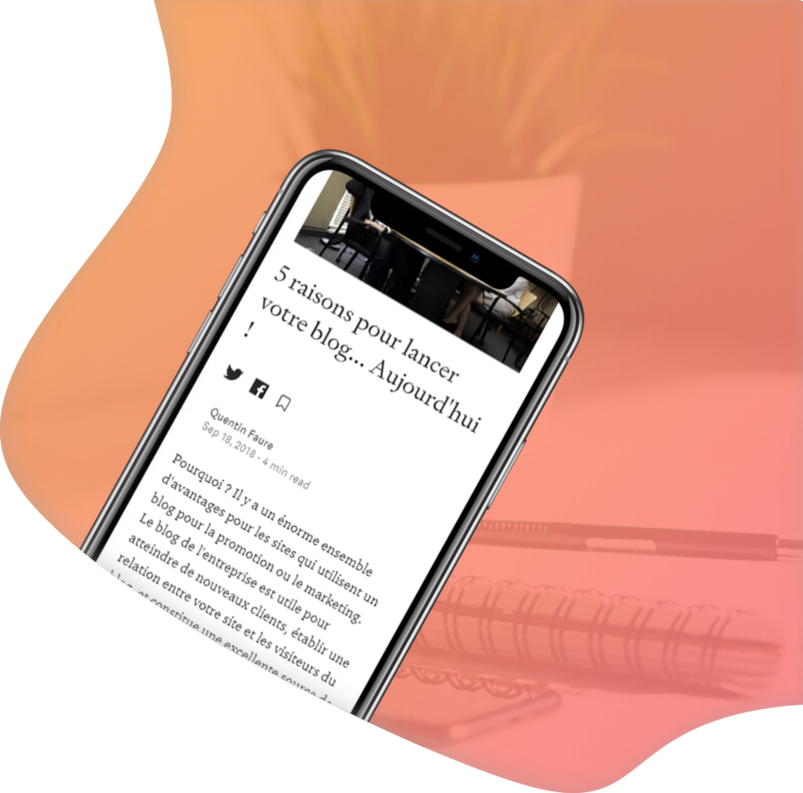 5 raisons pour lancer
votre blog... Aujourd'hui
!
Quentin Faure
Sep 18, 2018 · 4 min read
Pourquoi ? Il y a un énorme ensemble
d'avantages pour les sites qui utilisent un
blog pour la promotion ou le marketing.
Le blog de l'entreprise est utile pour
atteindre de nouveaux clients, établir une
relation entre votre site et les visiteurs du
et constitue une excellente source de